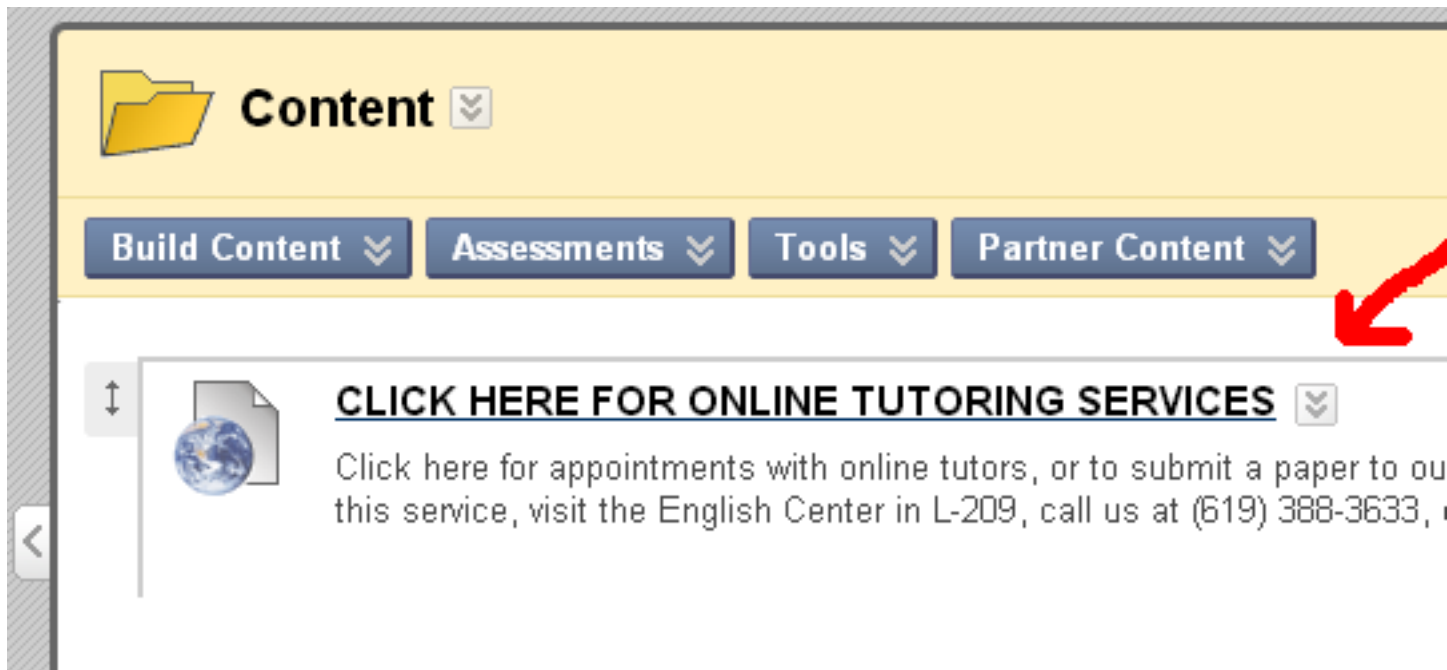 Content
Build Content Assessments Tools Partner Content
CLICK HERE FOR ONLINE TUTORING SERVICES
Click here for appointments with online tutors, or to submit a paper to ou
this service, visit the English Center in L-209, call us at (619) 388-3633,